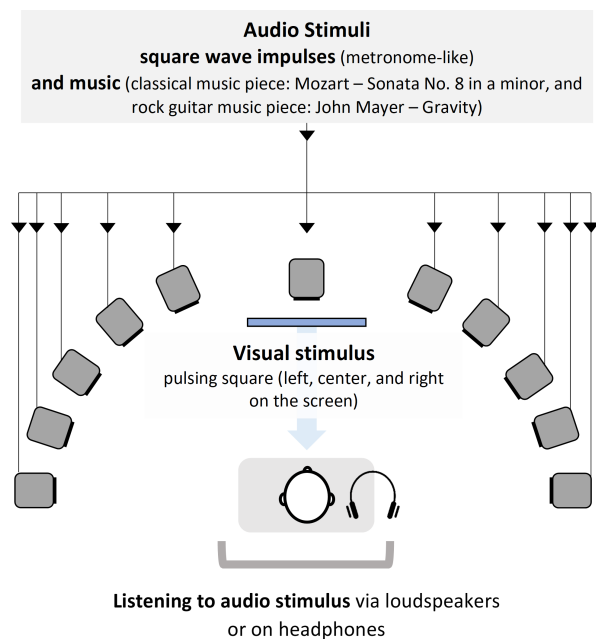 Audio Stimuli
square wave impulses (metronome-like)
and music (classical music piece: Mozart – Sonata No. 8 in a minor, and
rock guitar music piece: John Mayer – Gravity)
Visual stimulus
pulsing square (left, center, and right
on the screen)
Listening to audio stimulus via loudspeakers
or on headphones